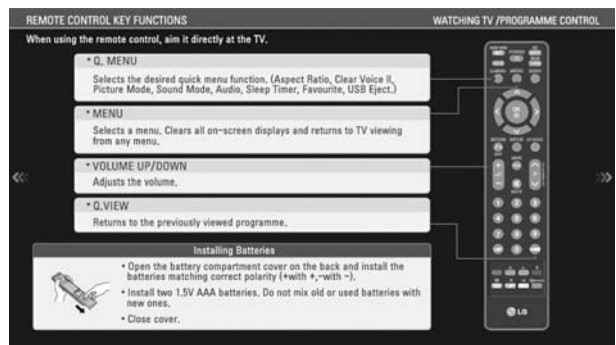 REMOTE CONTROL KEY FUNCTIONS
WATCHING TV /PROGRAMME CONTROL
When using the remote control, aim it directly at the TV.
• Q. MENU
Selects the desired quick menu function. (Aspect Ratio, Clear Voice II,
Picture Mode, Sound Mode, Audio, Sleep Timer, Favourite, USB Eject.)
• MENU
Selects a menu. Clears all on-screen displays and returns to TV viewing
from any menu.
• VOLUME UP/DOWN
Adjusts the volume.
• Q.VIEW
Returns to the previously viewed programme.
Installing Batteries
• Open the battery compartment cover on the back and install the
batteries matching correct polarity (+with +,-with -).
• Install two 1.5V AAA batteries. Do not mix old or used batteries with
new ones.
• Close cover.
POWER
MENU
RETURN
MARK
MUTE
LG